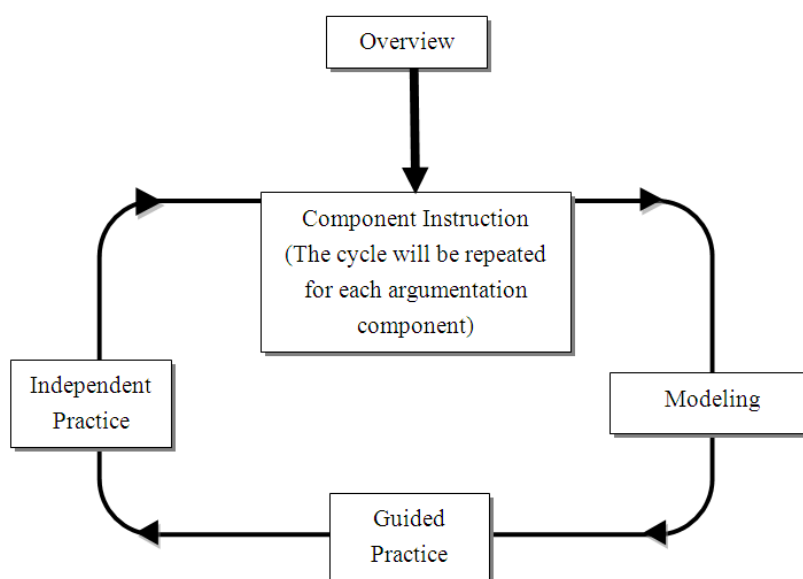 Overview
Component Instruction
(The cycle will be repeated
for each argumentation
component)
Independent
Practice
Modeling
Guided
Practice